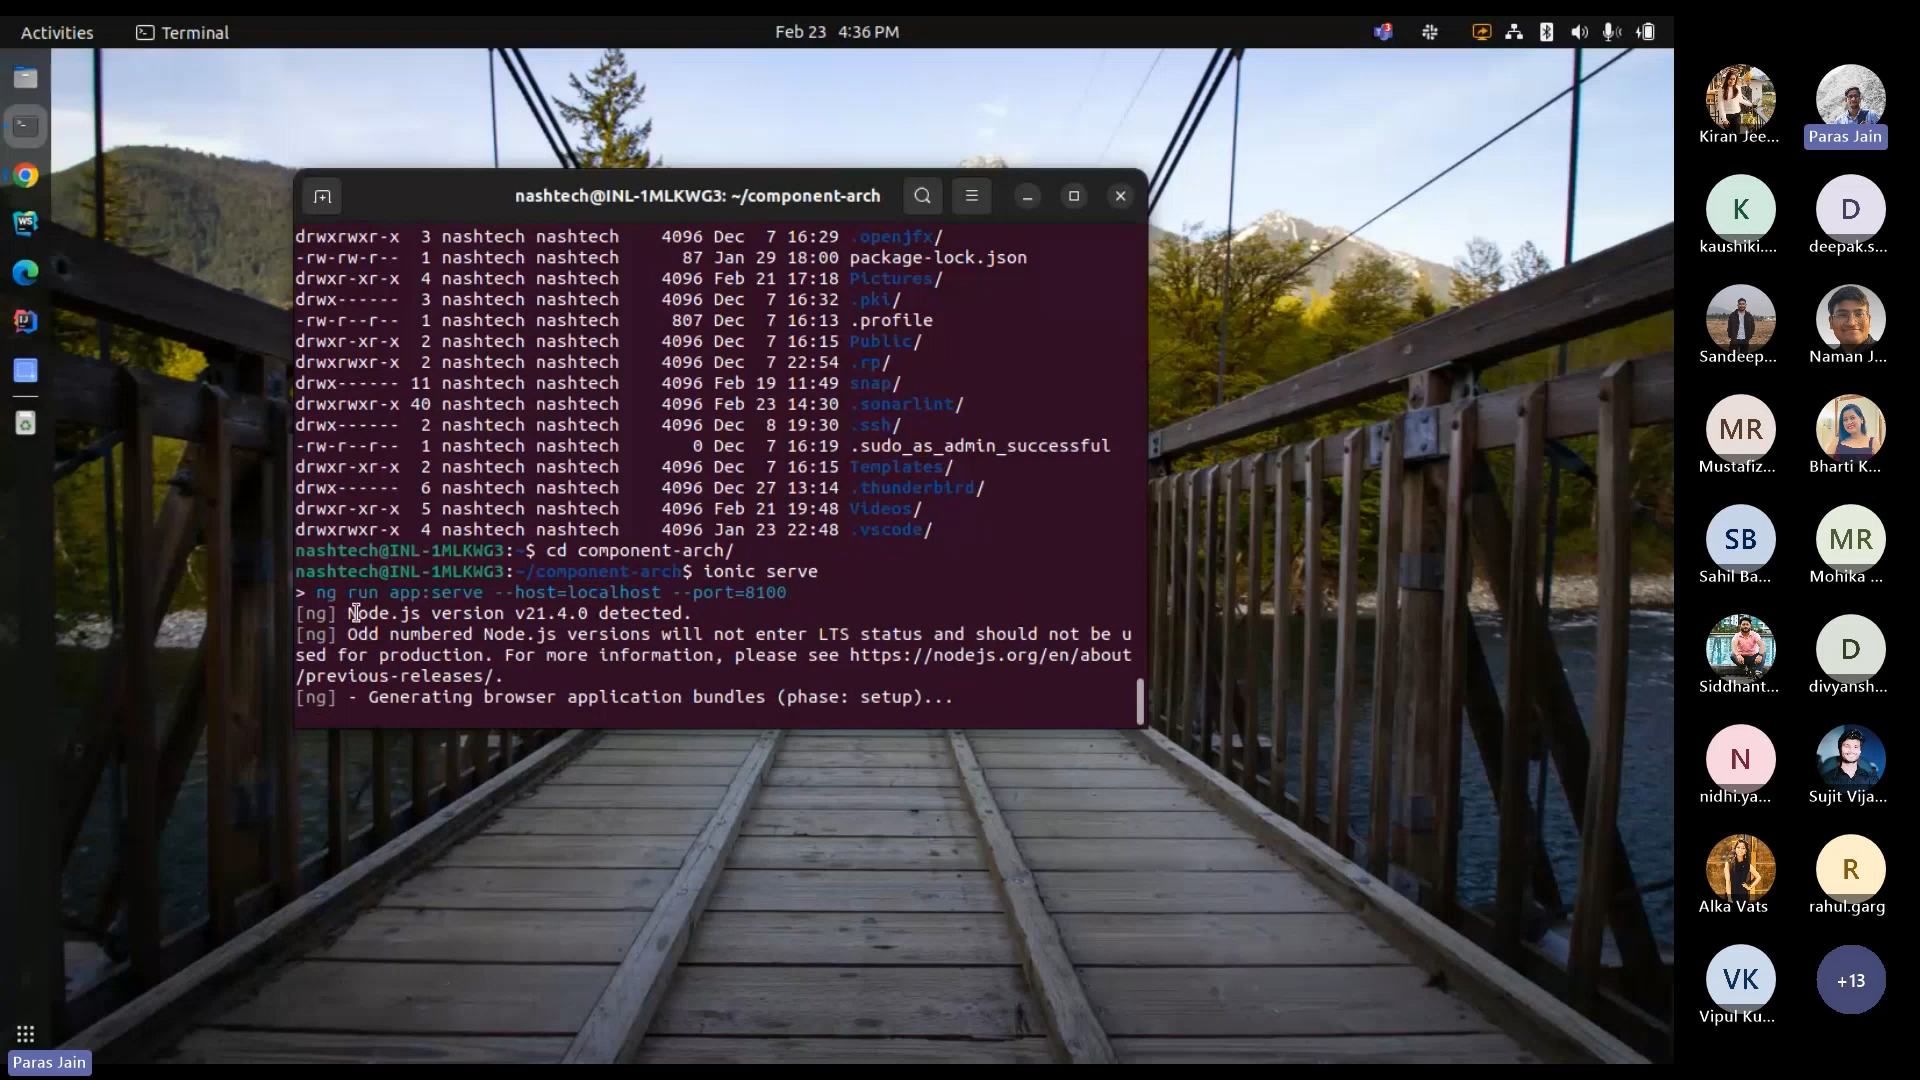 Activities
Terminal
Feb 23 4:36 PM
3
nashtech@INL-1MLKWG3: ~/component-arch
drwxrwxr-x 3 nashtech nashtech 4096 Dec 7 16:29 .openjfx/
-rw-rw-r-- 1 nashtech nashtech 87 Jan 29 18:00 package-lock.json
drwxr-xr-x 4 nashtech nashtech 4096 Feb 21 17:18 Pictures/
drwx------ 3 nashtech nashtech 4096 Dec 7 16:32 .pki/
-rw-r--r-- 1 nashtech nashtech 807 Dec 7 16:13 .profile
drwxr-xr-x 2 nashtech nashtech 4096 Dec 7 16:15 Public/
drwxrwxr-x 2 nashtech nashtech 4096 Dec 7 22:54 .rp/
drwx------ 11 nashtech nashtech 4096 Feb 19 11:49 snap/
drwxrwxr-x 40 nashtech nashtech 4096 Feb 23 14:30 .sonarlint/
drwx------ 2 nashtech nashtech 4096 Dec 8 19:30 .ssh/
-rw-r--r-- 1 nashtech nashtech 0 Dec 7 16:19 .sudo_as_admin_successful
drwxr-xr-x 2 nashtech nashtech 4096 Dec 7 16:15 Templates/
drwx------ 6 nashtech nashtech 4096 Dec 27 13:14 .thunderbird/
drwxr-xr-x 5 nashtech nashtech 4096 Feb 21 19:48 Videos/
drwxrwxr-x 4 nashtech nashtech 4096 Jan 23 22:48 .vscode/
nashtech@INL-1MLKWG3:~$ cd component-arch/
nashtech@INL-1MLKWG3:~/component-arch$ ionic serve
> ng run app:serve --host=localhost --port=8100
[ng] Node.js version v21.4.0 detected.
[ng] Odd numbered Node.js versions will not enter LTS status and should not be u
sed for production. For more information, please see https://nodejs.org/en/about
/previous-releases/.
[ng] - Generating browser application bundles (phase: setup)...
WS
IJ
Paras Jain
Kiran Jee...
Paras Jain
K
D
kaushiki....
deepak.s...
Sandeep...
Naman J...
MR
Mustafiz...
Bharti K...
SB
MR
Sahil Ba...
Mohika ...
D
Siddhant...
divyansh...
N
nidhi.ya...
Sujit Vija...
R
Alka Vats
rahul.garg
VK
+13
Vipul Ku...